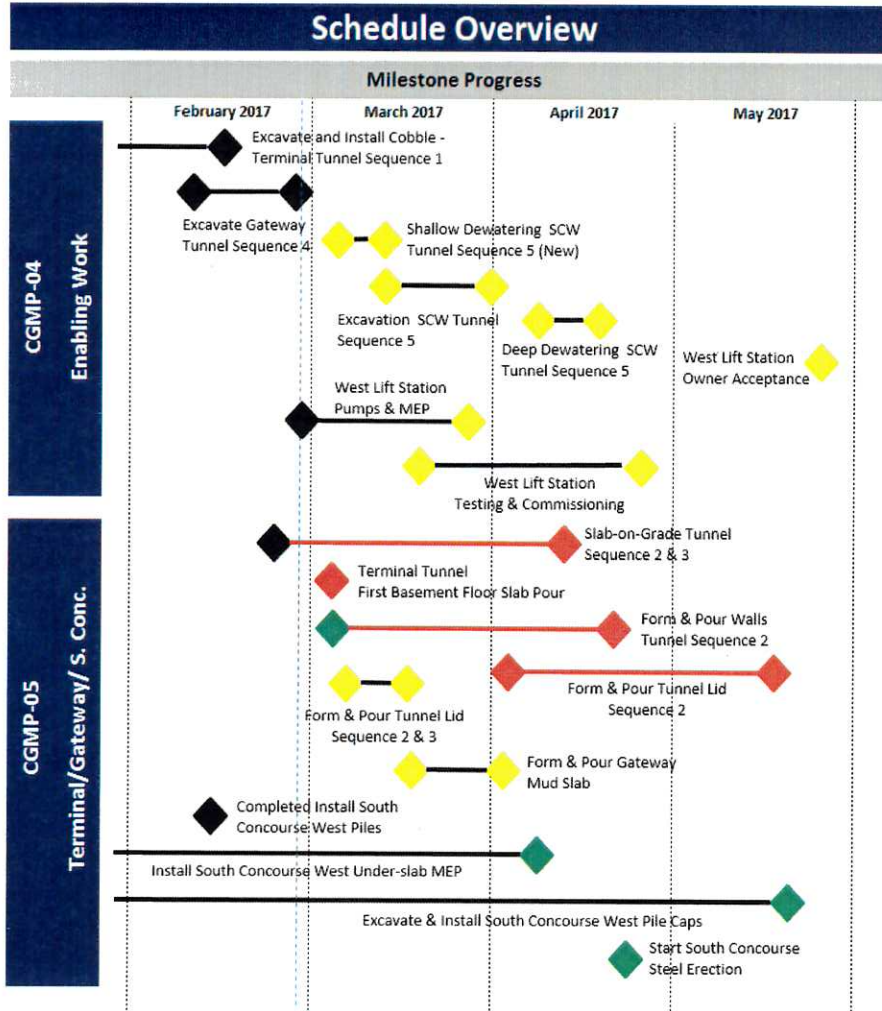 Schedule Overview
Milestone Progress
February 2017
March 2017
April 2017
May 2017
CGMP-04
Enabling Work
Excavate and Install Cobble -
Terminal Tunnel Sequence 1
Excavate Gateway
Tunnel Sequence 4
Shallow Dewatering SCW
Tunnel Sequence 5 (New)
Excavation SCW Tunnel
Sequence 5
Deep Dewatering SCW
Tunnel Sequence 5
West Lift Station
Owner Acceptance
West Lift Station
Pumps & MEP
West Lift Station
Testing & Commissioning
CGMP-05
Terminal/Gateway/ S. Conc.
Slab-on-Grade Tunnel
Sequence 2 & 3
Terminal Tunnel
First Basement Floor Slab Pour
Form & Pour Walls
Tunnel Sequence 2
Form & Pour Tunnel Lid
Sequence 2 & 3
Form & Pour Tunnel Lid
Sequence 2
Form & Pour Gateway
Mud Slab
Completed Install South
Concourse West Piles
Install South Concourse West Under-slab MEP
Excavate & Install South Concourse West Pile Caps
Start South Concourse
Steel Erection